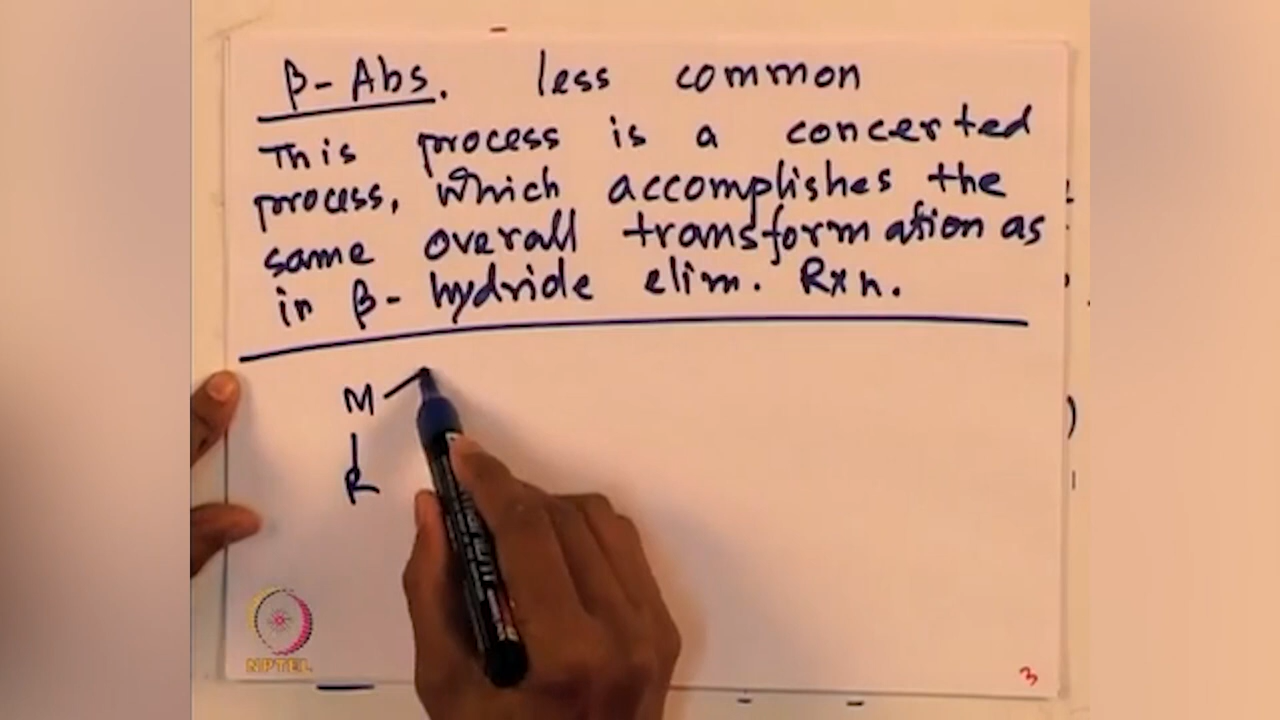 β-Abs. less common
This process is a concerted
process, which accomplishes the
same overall transformation as
in β-hydride elim. Rxn.
M
R
NPTEL
3